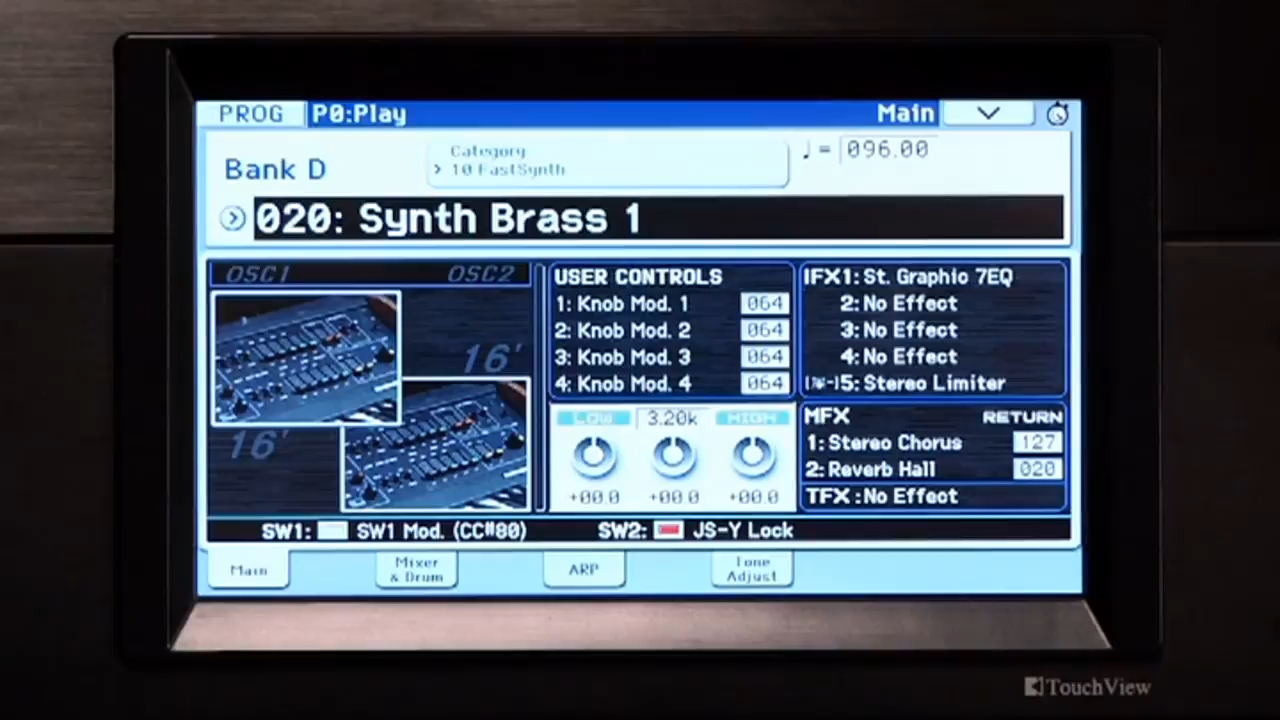 PROG P0:Play Main
Bank D
Category
10 FastSynth
♩ = 096.00
020: Synth Brass 1
OSC1 OSC2
16'
16'
USER CONTROLS
1: Knob Mod. 1 064
2: Knob Mod. 2 064
3: Knob Mod. 3 064
4: Knob Mod. 4 064
LOW 3.20k HIGH
+00.0 +00.0 +00.0
IFX1: St. Graphic 7EQ
2: No Effect
3: No Effect
4: No Effect
5: Stereo Limiter
MFX RETURN
1: Stereo Chorus 127
2: Reverb Hall 020
TFX : No Effect
SW1: SW1 Mod. (CC#80) SW2: JS-Y Lock
Main
Mixer
& Drum
ARP
Tone
Adjust
TouchView